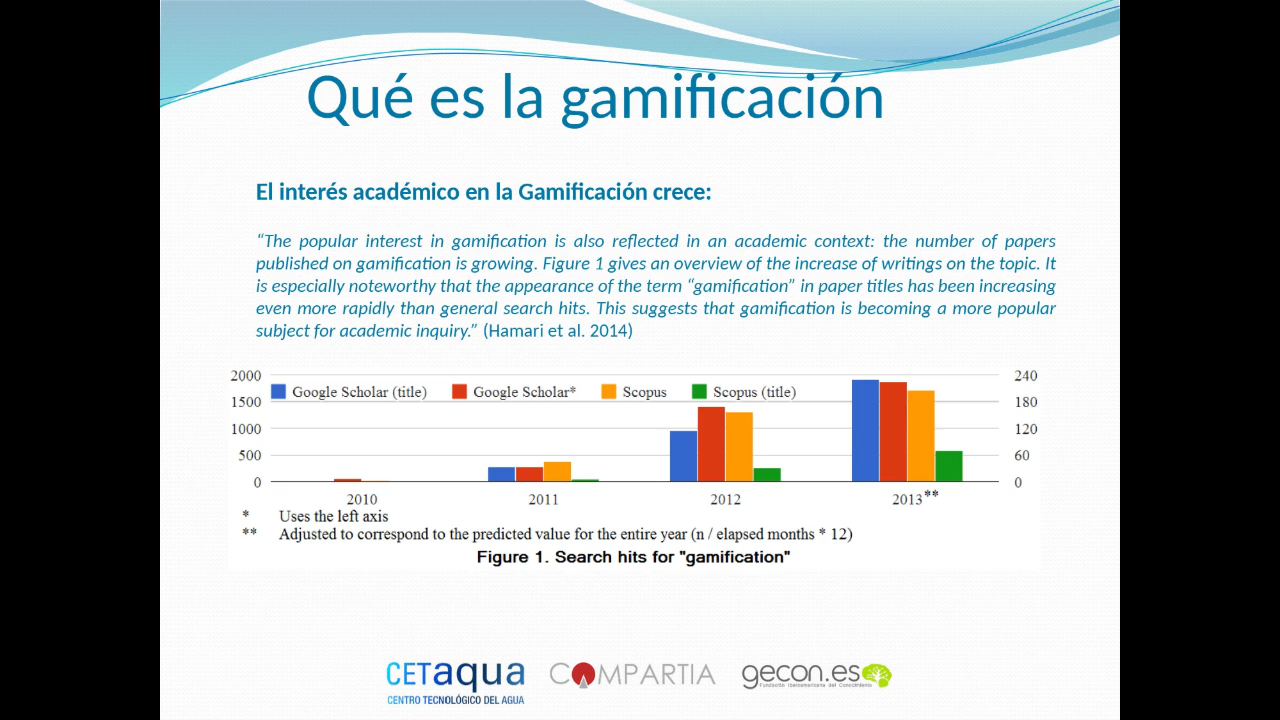 Qué es la gamificación
El interés académico en la Gamificación crece:
“The popular interest in gamification is also reflected in an academic context: the number of papers
published on gamification is growing. Figure 1 gives an overview of the increase of writings on the topic. It
is especially noteworthy that the appearance of the term “gamification” in paper titles has been increasing
even more rapidly than general search hits. This suggests that gamification is becoming a more popular
subject for academic inquiry.” (Hamari et al. 2014)
2000 240
Google Scholar (title) Google Scholar* Scopus Scopus (title)
1500 180
1000 120
500 60
0 0
2010 2011 2012 2013**
* Uses the left axis
** Adjusted to correspond to the predicted value for the entire year (n / elapsed months * 12)
Figure 1. Search hits for "gamification"
CETaqua COMPARTIA gecon.es
CENTRO TECNOLÓGICO DEL AGUA Fundación Iberoamericana del Conocimiento